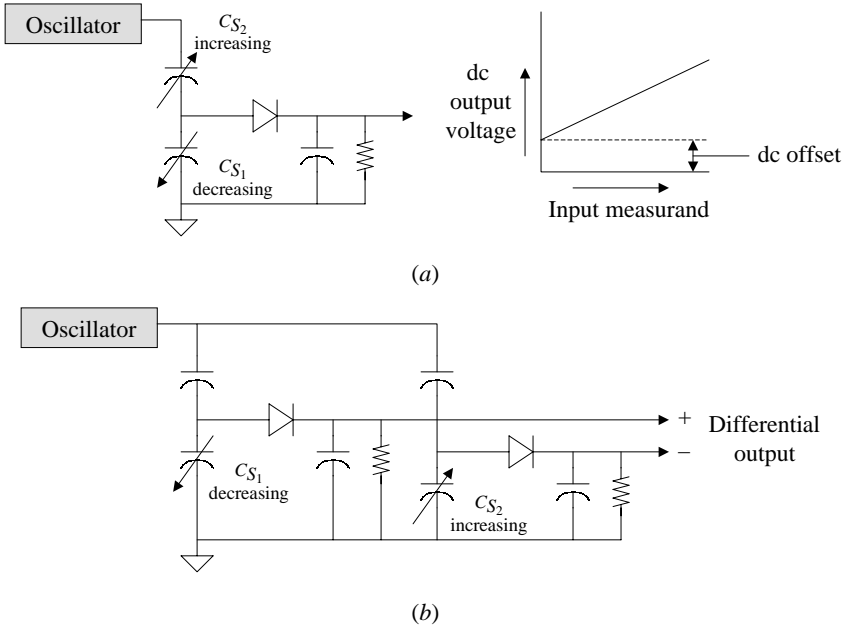 Oscillator
C_{S_2}
increasing
C_{S_1}
decreasing
dc
output
voltage
dc offset
Input measurand
(a)
Oscillator
C_{S_1}
decreasing
C_{S_2}
increasing
+
−
Differential
output
(b)